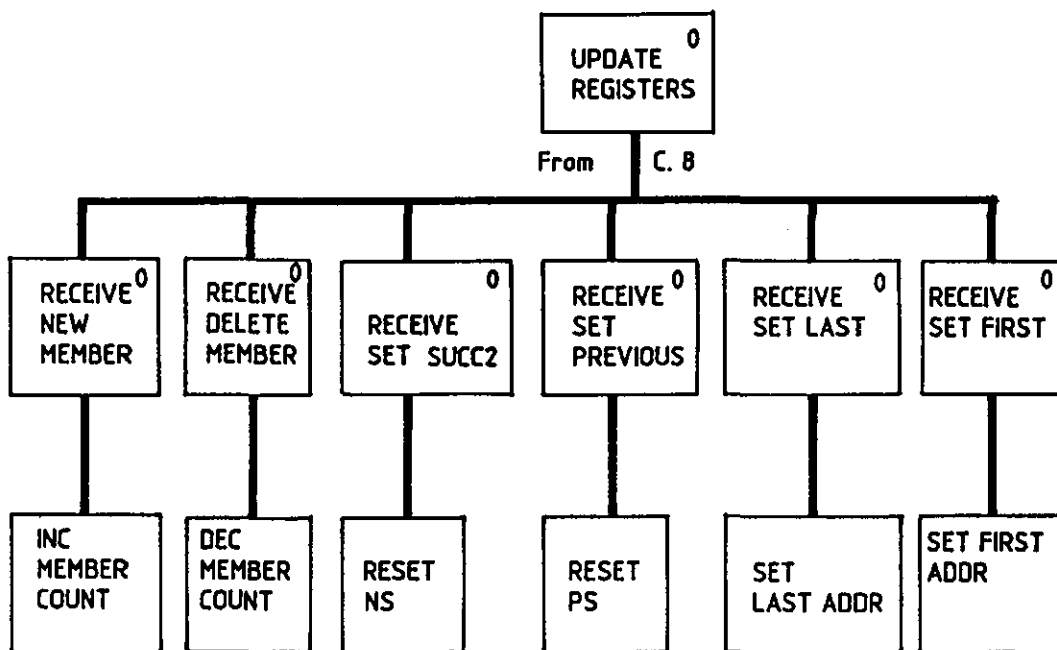 0
UPDATE
REGISTERS
From C. 8
RECEIVE 0
NEW
MEMBER
0
RECEIVE
DELETE
MEMBER
0
RECEIVE
SET SUCC2
0
RECEIVE
SET
PREVIOUS
0
RECEIVE
SET LAST
0
RECEIVE
SET FIRST
INC
MEMBER
COUNT
DEC
MEMBER
COUNT
RESET
NS
RESET
PS
SET
LAST ADDR
SET FIRST
ADDR